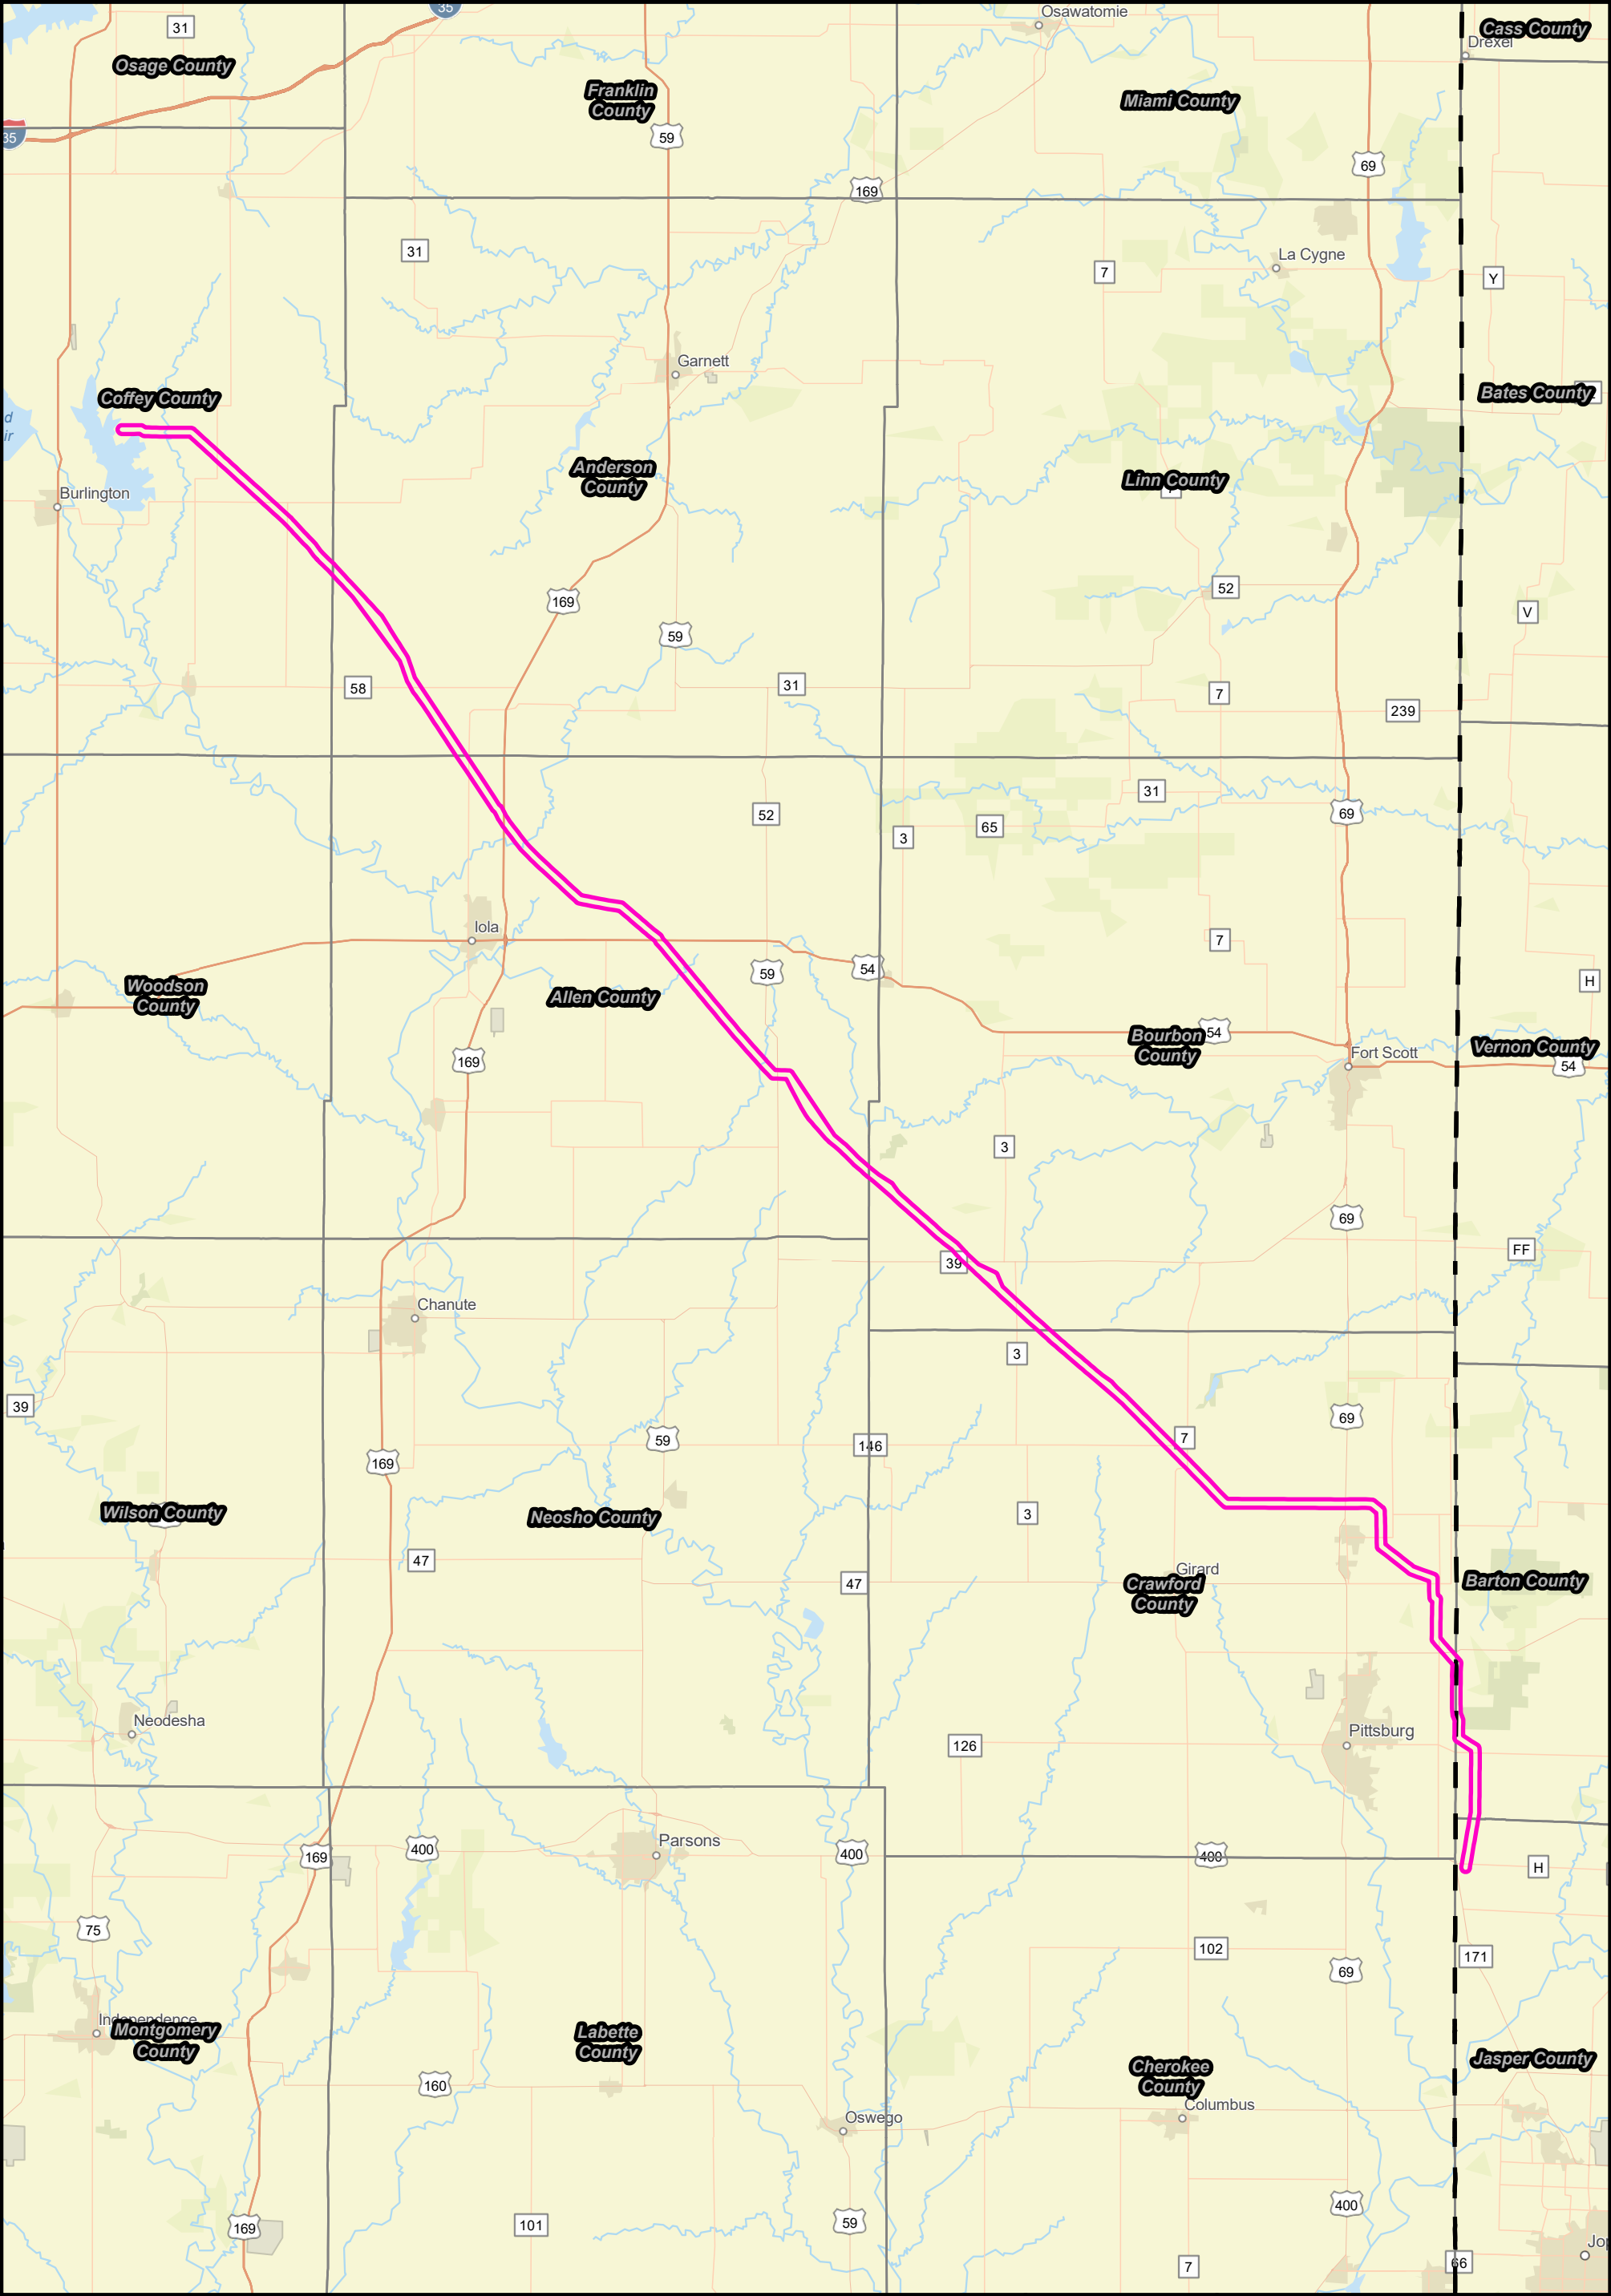 35
Osawatomie
Cass County
31
Drexel
Osage County
Franklin
County
Miami County
35
59
69
169
31
La Cygne
7
Y
Garnett
Coffey County
Bates County
Anderson
County
Linn County
Burlington
52
169
V
59
58
31
7
239
31
52
69
65
3
Iola
7
59
54
H
Woodson
County
Allen County
54
Bourbon
County
Vernon County
Fort Scott
169
54
3
69
FF
39
Chanute
3
39
69
59
7
146
169
Wilson County
Neosho County
3
47
Girard
47
Crawford
County
Barton County
Neodesha
Pittsburg
126
Parsons
400
169
400
400
H
75
102
171
69
Independence
Montgomery
County
Labette
County
Jasper County
Cherokee
County
160
Columbus
Oswego
400
59
101
169
Jop
66
7